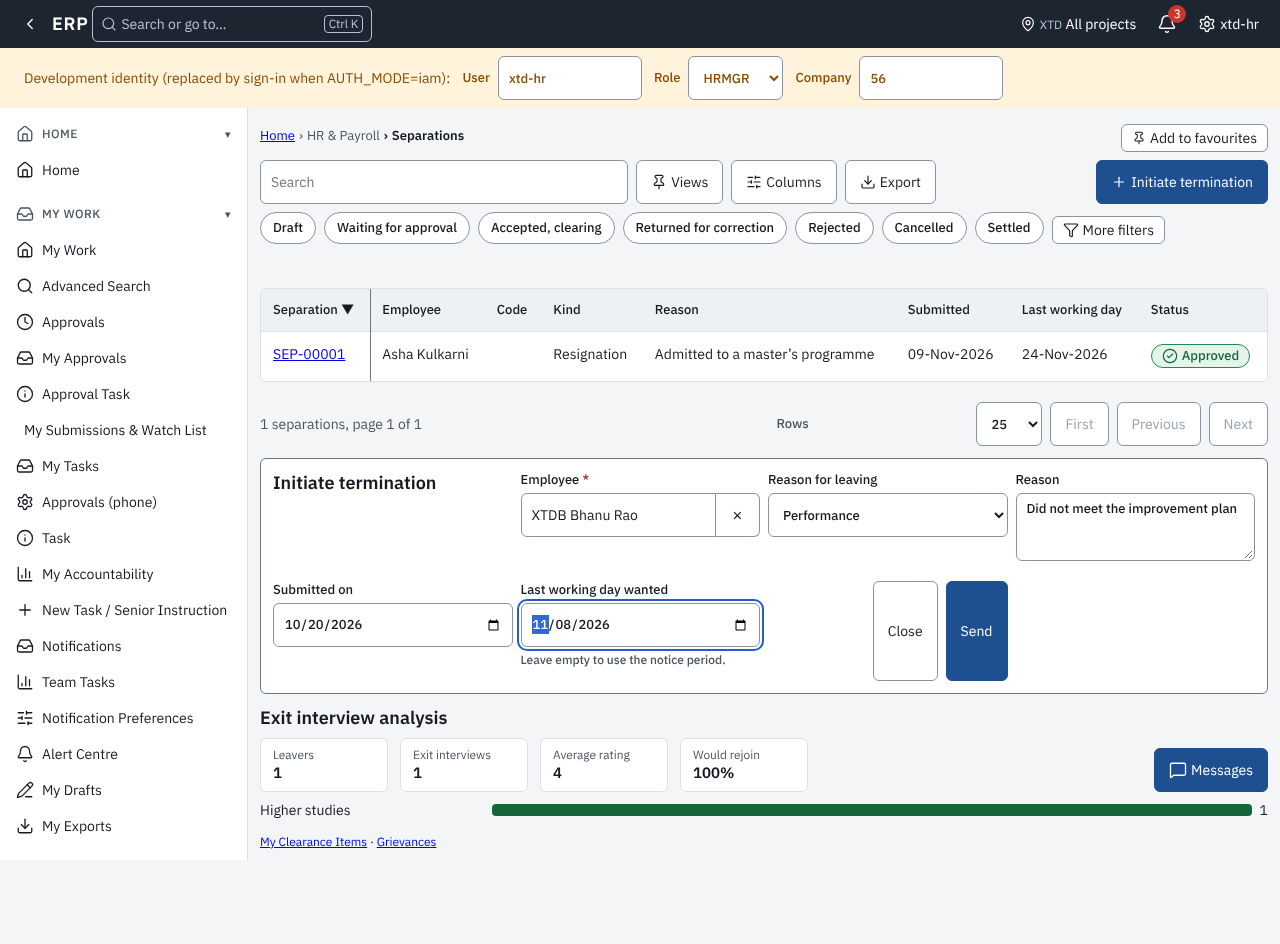 ERP
Search or go to...
Ctrl K
XTD All projects
3
xtd-hr
Development identity (replaced by sign-in when AUTH_MODE=iam):
User
xtd-hr
Role
HRMGR
Company
56
HOME
Home
MY WORK
My Work
Advanced Search
Approvals
My Approvals
Approval Task
My Submissions & Watch List
My Tasks
Approvals (phone)
Task
My Accountability
New Task / Senior Instruction
Notifications
Team Tasks
Notification Preferences
Alert Centre
My Drafts
My Exports
Home › HR & Payroll › Separations
Add to favourites
Search
Views
Columns
Export
+ Initiate termination
Draft
Waiting for approval
Accepted, clearing
Returned for correction
Rejected
Cancelled
Settled
More filters
Separation ▼ Employee Code Kind Reason Submitted Last working day Status
SEP-00001 Asha Kulkarni Resignation Admitted to a master’s programme 09-Nov-2026 24-Nov-2026 Approved
1 separations, page 1 of 1
Rows
25
First
Previous
Next
Initiate termination
Employee *
XTDB Bhanu Rao
×
Reason for leaving
Performance
Reason
Did not meet the improvement plan
Submitted on
10/20/2026
Last working day wanted
11/08/2026
Leave empty to use the notice period.
Close
Send
Exit interview analysis
Leavers
1
Exit interviews
1
Average rating
4
Would rejoin
100%
Messages
Higher studies
1
My Clearance Items · Grievances